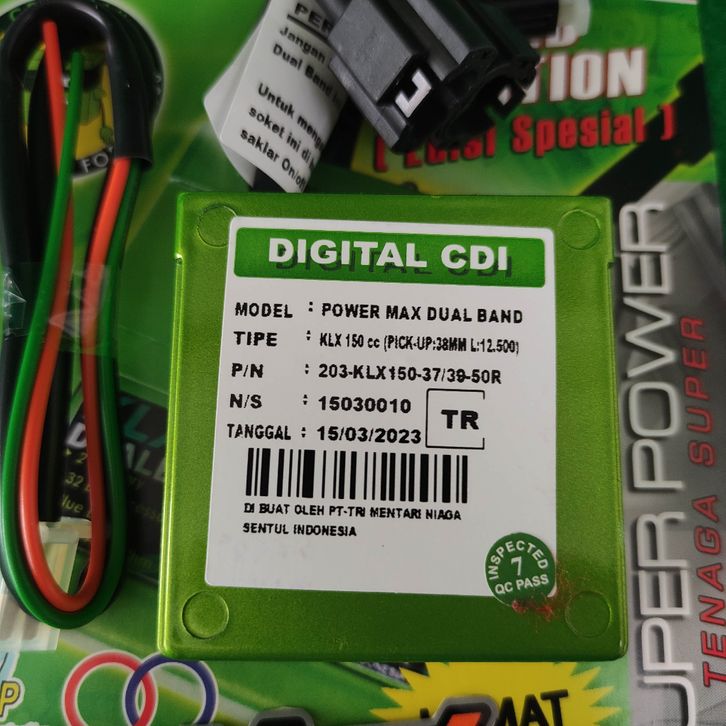 Jangan
Dual Band
Untuk
soket ini di
saklar On/off
( Edisi Spesial )
DIGITAL CDI
MODEL : POWER MAX DUAL BAND
TIPE : KLX 150 cc (PICK-UP:38MM L:12.500)
P/N : 203-KLX150-37/39-50R
N/S : 15030010
TR
TANGGAL : 15/03/2023
DI BUAT OLEH PT-TRI MENTARI NIAGA
SENTUL INDONESIA
INSPECTED
7
QC PASS
SUPER POWER
TENAGA SUPER